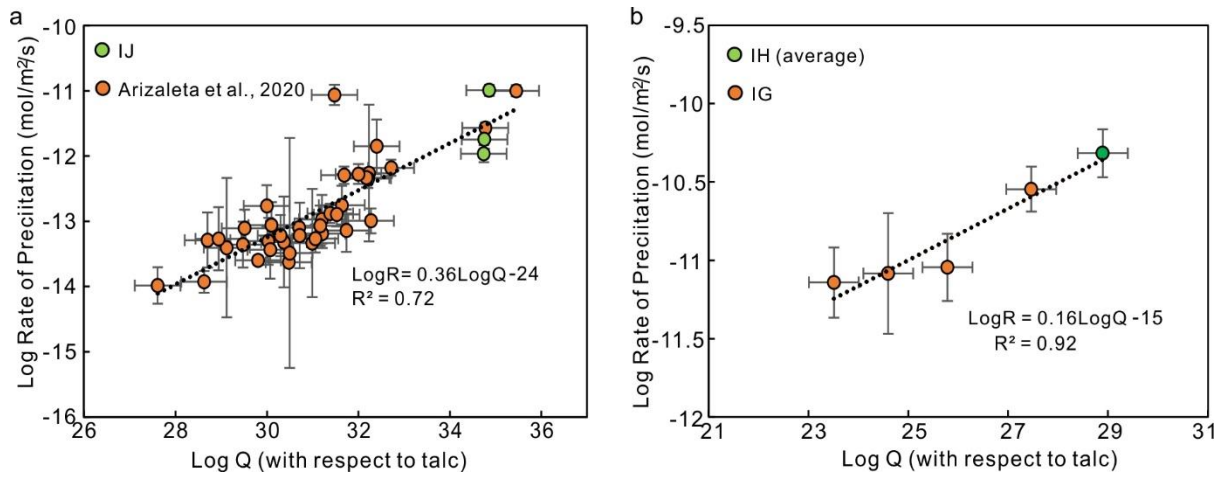 a
-10
-11
-12
-13
-14
-15
-16
26
28
30
32
34
36
Log Rate of Preciitation (mol/m²/s)
Log Q (with respect to talc)
IJ
Arizaleta et al., 2020
LogR= 0.36LogQ -24
R² = 0.72
b
-9.5
-10
-10.5
-11
-11.5
-12
21
23
25
27
29
31
Log Rate of Preciitation (mol/m²/s)
Log Q (with respect to talc)
IH (average)
IG
LogR = 0.16LogQ -15
R² = 0.92